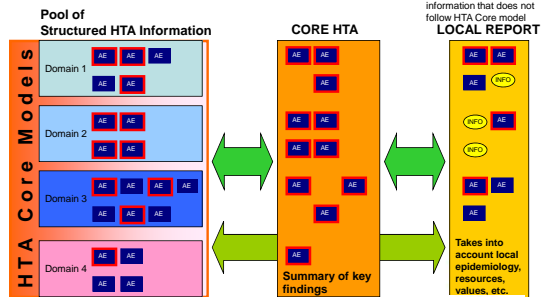 information that does not
follow HTA Core model
Pool of
Structured HTA Information
CORE HTA
LOCAL REPORT
HTA Core Models
Domain 1
AE AE AE
AE AE
Domain 2
AE AE
AE AE
Domain 3
AE AE AE AE
AE AE AE
Domain 4
AE AE
AE AE
AE AE
AE
AE AE
AE AE
AE AE
AE
AE
Summary of key
findings
AE AE
AE INFO
INFO AE
INFO
AE AE
AE
Takes into
account local
epidemiology,
resources,
values, etc.